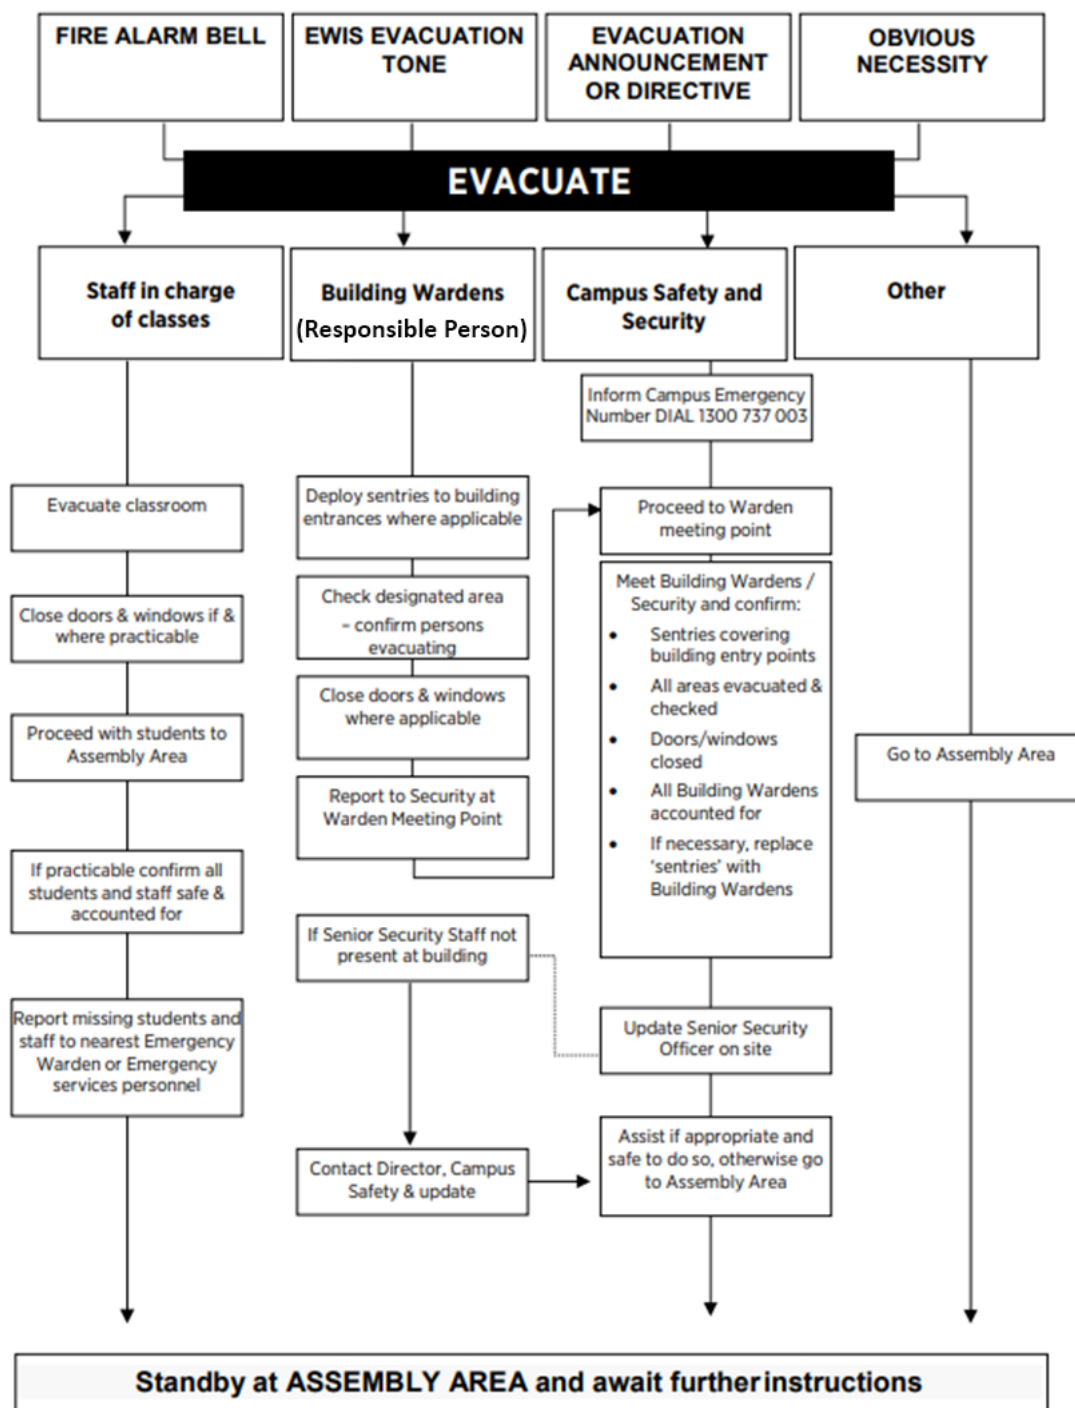 FIRE ALARM BELL
EWIS EVACUATION
TONE
EVACUATION
ANNOUNCEMENT
OR DIRECTIVE
OBVIOUS
NECESSITY
EVACUATE
Staff in charge
of classes
Building Wardens
(Responsible Person)
Campus Safety and
Security
Other
Inform Campus Emergency
Number DIAL 1300 737 003
Evacuate classroom
Close doors & windows if &
where practicable
Proceed with students to
Assembly Area
If practicable confirm all
students and staff safe &
accounted for
Report missing students and
staff to nearest Emergency
Warden or Emergency
services personnel
Deploy sentries to building
entrances where applicable
Check designated area
– confirm persons
evacuating
Close doors & windows
where applicable
Report to Security at
Warden Meeting Point
If Senior Security Staff not
present at building
Contact Director, Campus
Safety & update
Proceed to Warden
meeting point
Meet Building Wardens /
Security and confirm:
• Sentries covering
building entry points
• All areas evacuated &
checked
• Doors/windows
closed
• All Building Wardens
accounted for
• If necessary, replace
‘sentries’ with
Building Wardens
Update Senior Security
Officer on site
Assist if appropriate and
safe to do so, otherwise go
to Assembly Area
Go to Assembly Area
Standby at ASSEMBLY AREA and await further instructions